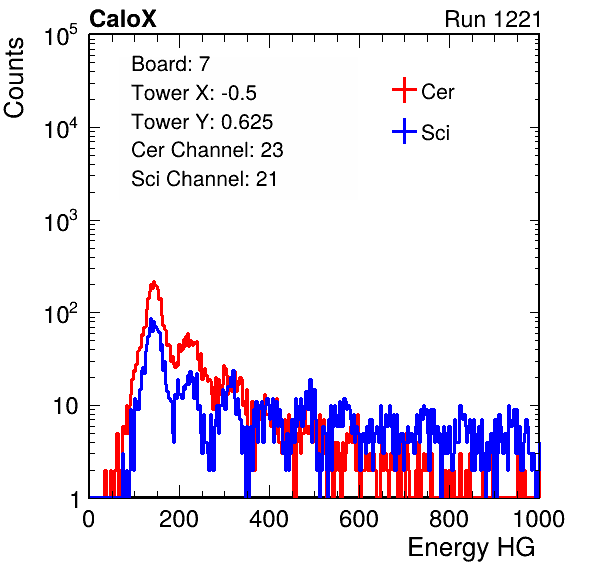 CaloX Run 1221
Counts
Board: 7
Tower X: -0.5
Tower Y: 0.625
Cer Channel: 23
Sci Channel: 21
Cer
Sci
10^5
10^4
10^3
10^2
10
1
0 200 400 600 800 1000
Energy HG